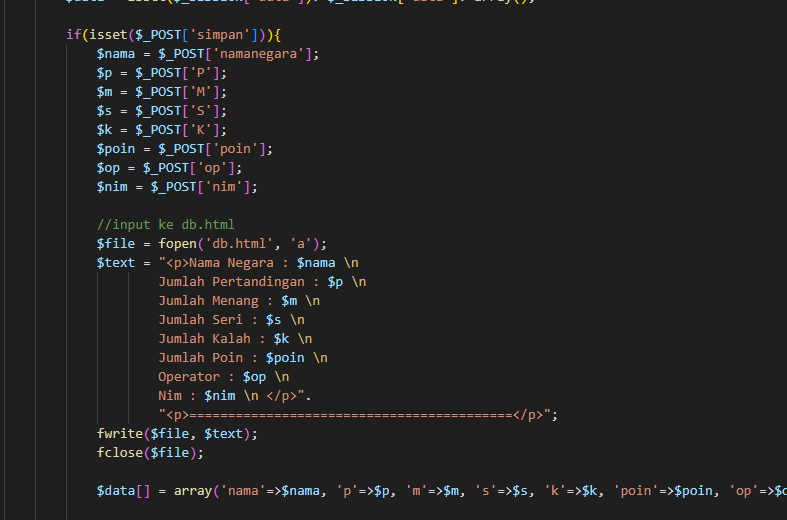 if(isset($_POST['simpan'])){
$nama = $_POST['namanegara'];
$p = $_POST['P'];
$m = $_POST['M'];
$s = $_POST['S'];
$k = $_POST['K'];
$poin = $_POST['poin'];
$op = $_POST['op'];
$nim = $_POST['nim'];
//input ke db.html
$file = fopen('db.html', 'a');
$text = "<p>Nama Negara : $nama \n
Jumlah Pertandingan : $p \n
Jumlah Menang : $m \n
Jumlah Seri : $s \n
Jumlah Kalah : $k \n
Jumlah Poin : $poin \n
Operator : $op \n
Nim : $nim \n </p>".
"<p>==========================================</p>";
fwrite($file, $text);
fclose($file);
$data[] = array('nama'=>$nama, 'p'=>$p, 'm'=>$m, 's'=>$s, 'k'=>$k, 'poin'=>$poin, 'op'=>